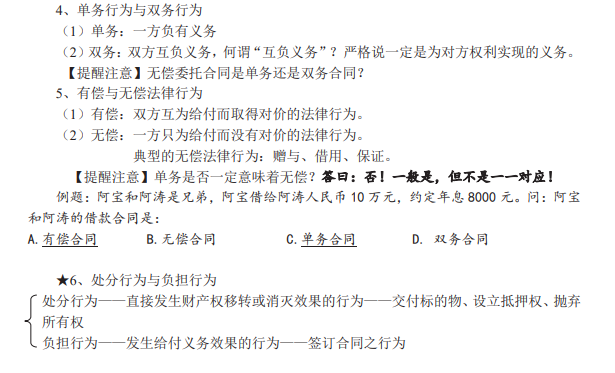 4、单务行为与双务行为
（1）单务：一方负有义务
（2）双务：双方互负义务，何谓“互负义务”？严格说一定是为对方权利实现的义务。
【提醒注意】无偿委托合同是单务还是双务合同？
5、有偿与无偿法律行为
（1）有偿：双方互为给付而取得对价的法律行为。
（2）无偿：一方只为给付而没有对价的法律行为。
典型的无偿法律行为：赠与、借用、保证。
【提醒注意】单务是否一定意味着无偿？答曰：否！一般是，但不是一一对应！
例题：阿宝和阿涛是兄弟，阿宝借给阿涛人民币10万元，约定年息8000元。问：阿宝
和阿涛的借款合同是：
A.有偿合同 B.无偿合同 C.单务合同 D. 双务合同
★6、处分行为与负担行为
处分行为——直接发生财产权移转或消灭效果的行为——交付标的物、设立抵押权、抛弃
所有权
负担行为——发生给付义务效果的行为——签订合同之行为